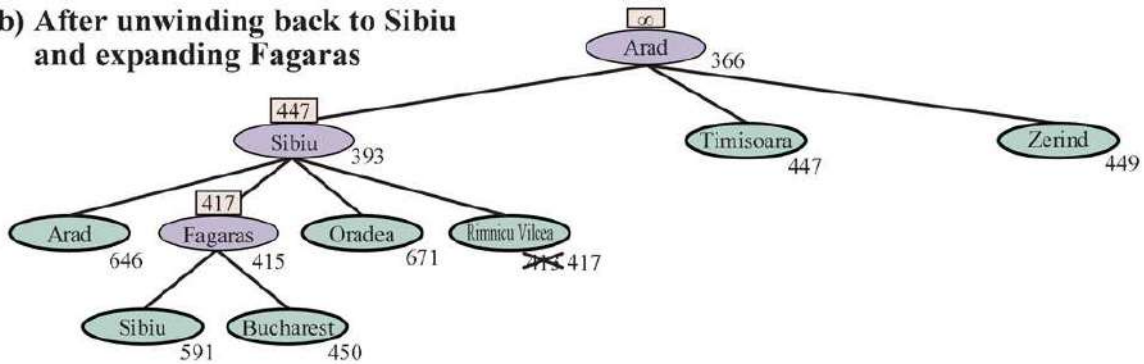 b) After unwinding back to Sibiu
and expanding Fagaras
∞
Arad
366
447
Sibiu
393
Timisoara
447
Zerind
449
417
Arad
646
Fagaras
415
Oradea
671
Rimnicu Vilcea
413 417
Sibiu
591
Bucharest
450